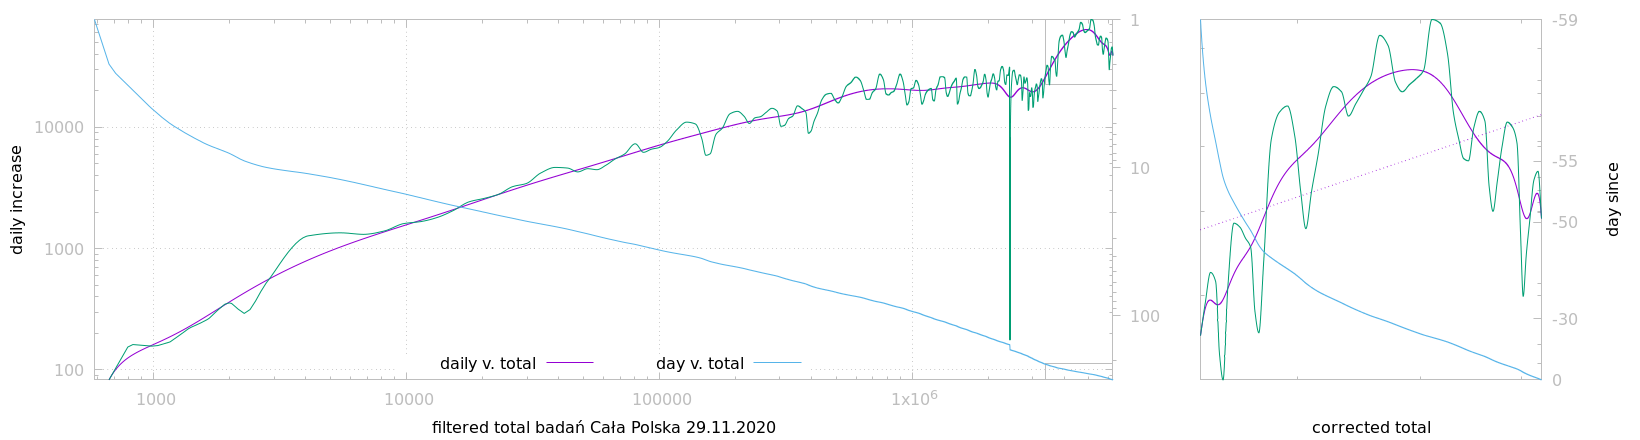 daily increase
10000
1000
100
1000
10000
100000
1x10⁶
daily v. total
day v. total
1
10
100
filtered total badań Cała Polska 29.11.2020
-59
-55
-50
-30
0
day since
corrected total